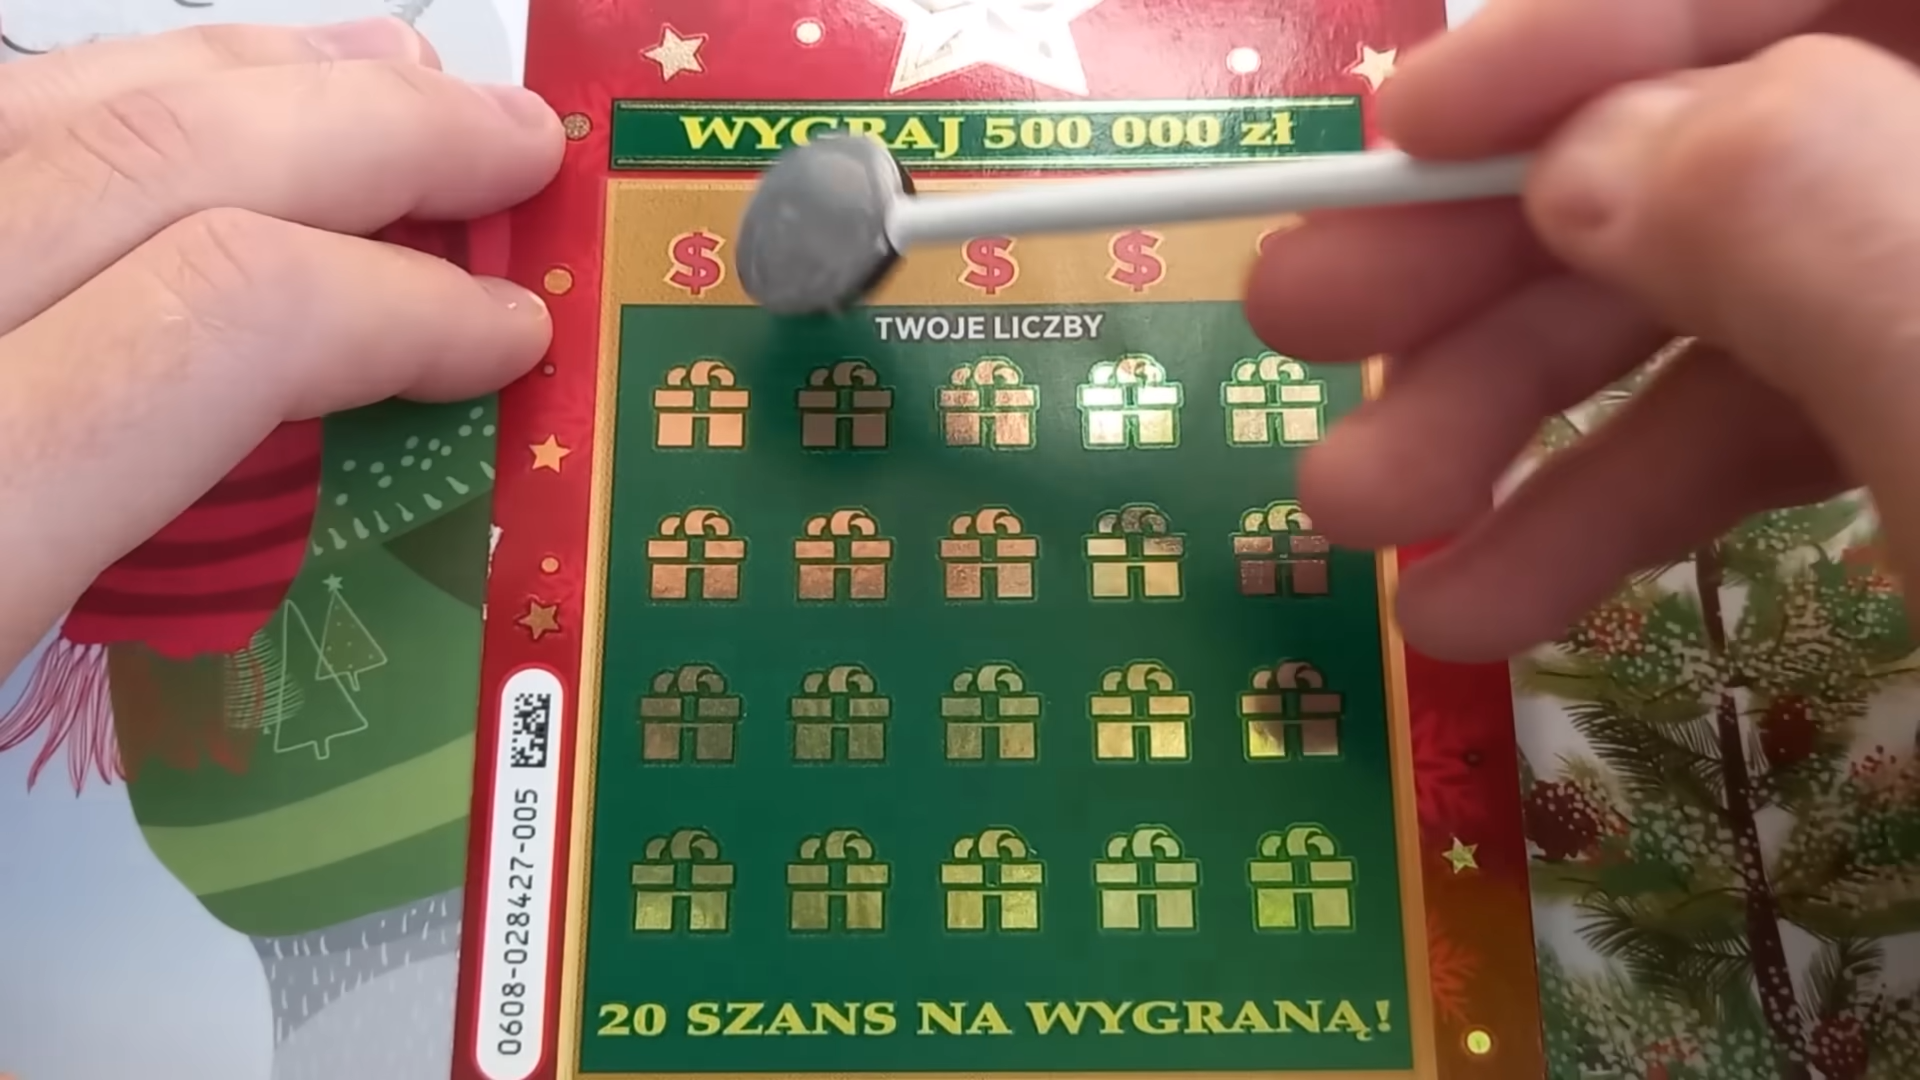 WYGRAJ 500 000 zł
$ $ $
TWOJE LICZBY
20 SZANS NA WYGRANĄ!
0608-028427-005